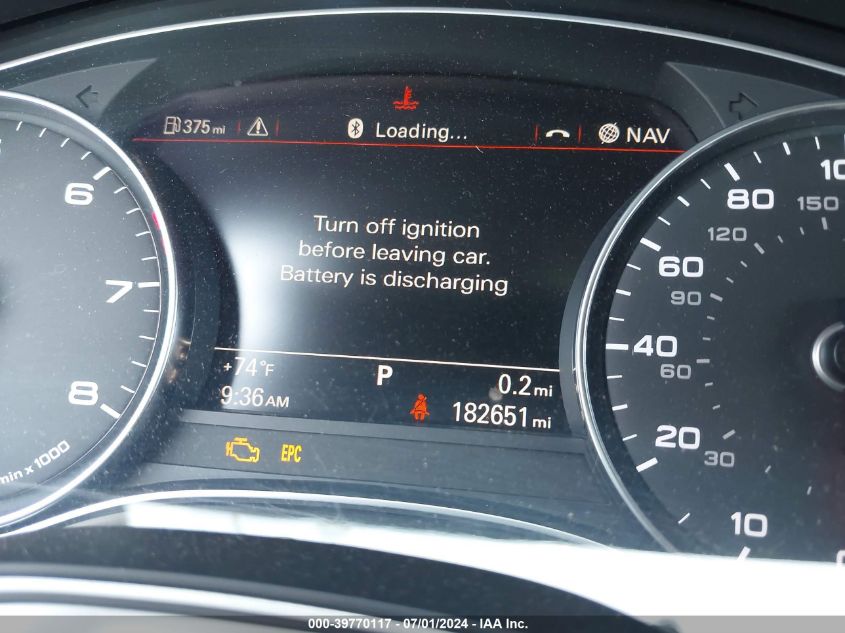 375 mi
Loading...
NAV
Turn off ignition
before leaving car.
Battery is discharging
+74°F
P
0.2 mi
9:36 AM
182651 mi
EPC
6
7
8
min x 1000
10
20
30
40
60
60
90
80
120
150
000-39770117 - 07/01/2024 - IAA Inc.